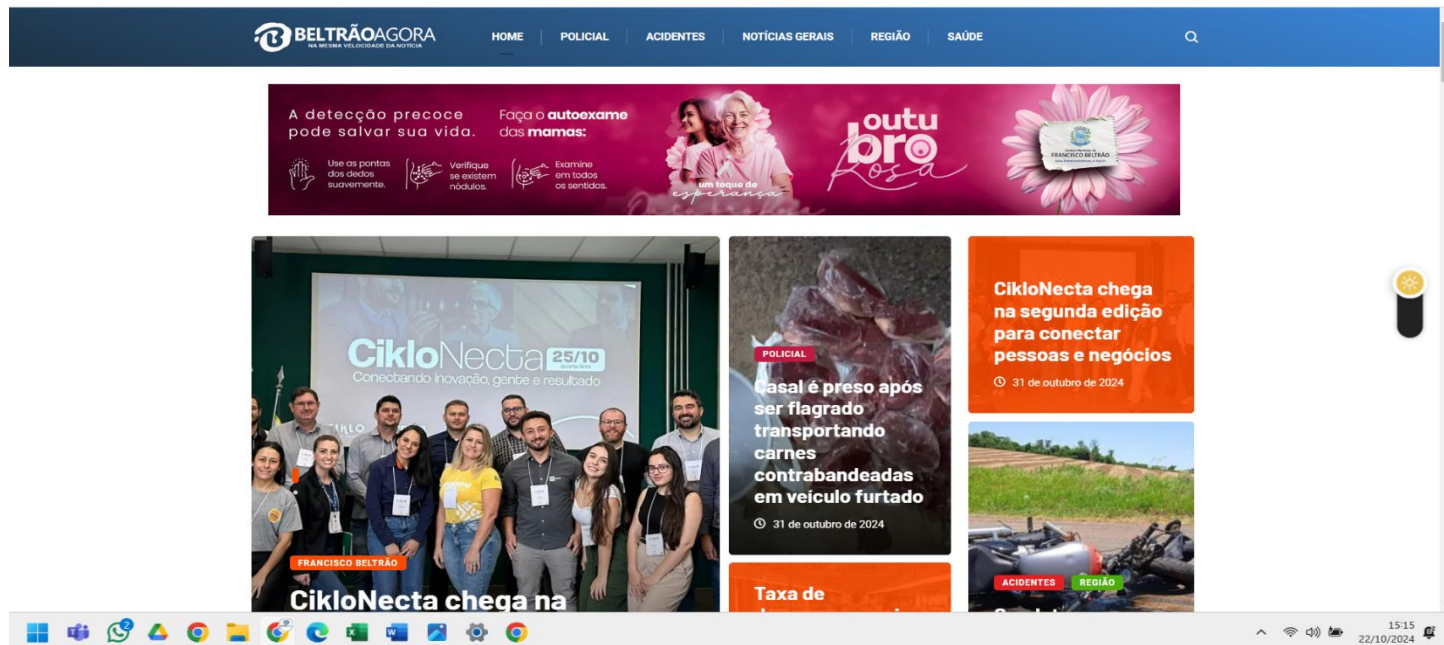 BELTRÃOAGORA
NA MESMA VELOCIDADE DA NOTÍCIA
HOME
POLICIAL
ACIDENTES
NOTÍCIAS GERAIS
REGIÃO
SAÚDE
A detecção precoce
pode salvar sua vida.
Faça o autoexame
das mamas:
Use as pontas
dos dedos
suavemente.
Verifique
se existem
nódulos.
Examine
em todos
os sentidos.
um toque de
esperança
outu
bro
Rosa
FRANCISCO BELTRÃO
CikloNecta 25/10
Conectando inovação, gente e resultado
FRANCISCO BELTRÃO
CikloNecta chega na
POLICIAL
Casal é preso após
ser flagrado
transportando
carnes
contrabandeadas
em veículo furtado
31 de outubro de 2024
Taxa de
CikloNecta chega
na segunda edição
para conectar
pessoas e negócios
31 de outubro de 2024
ACIDENTES
REGIÃO
2
15:15
22/10/2024